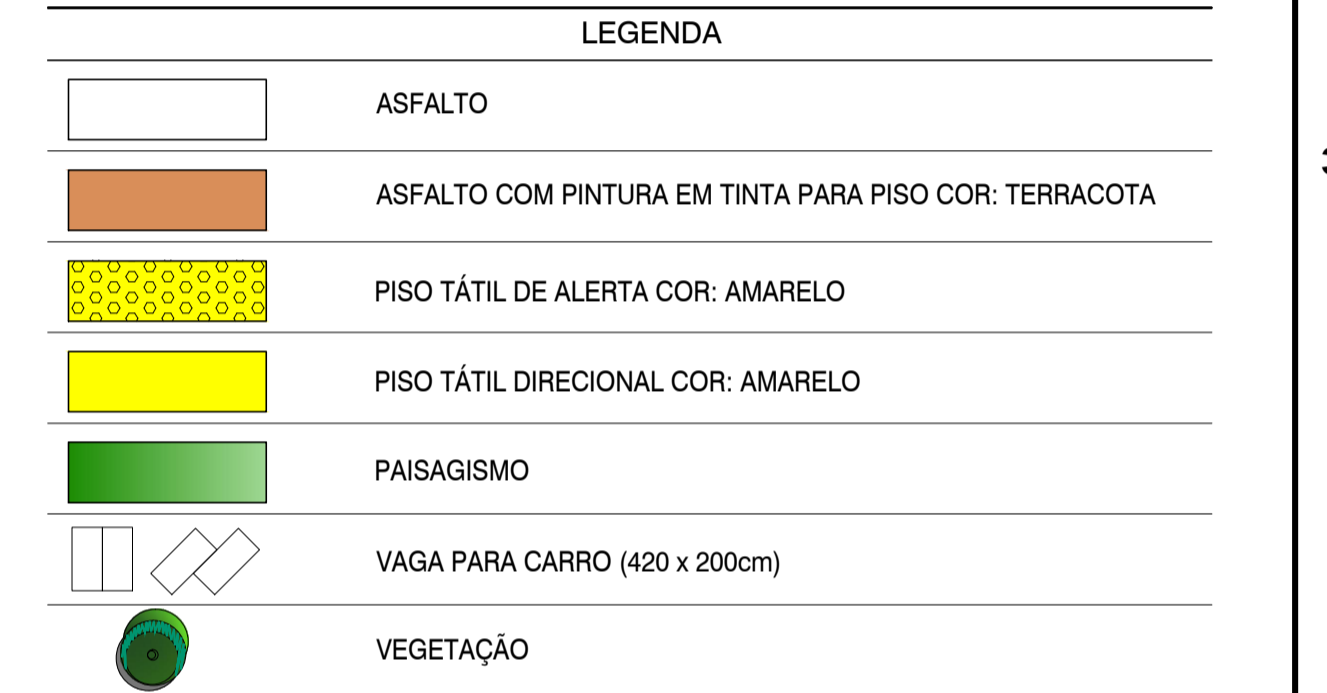 LEGENDA
ASFALTO
ASFALTO COM PINTURA EM TINTA PARA PISO COR: TERRACOTA
PISO TÁTIL DE ALERTA COR: AMARELO
PISO TÁTIL DIRECIONAL COR: AMARELO
PAISAGISMO
VAGA PARA CARRO (420 x 200cm)
VEGETAÇÃO